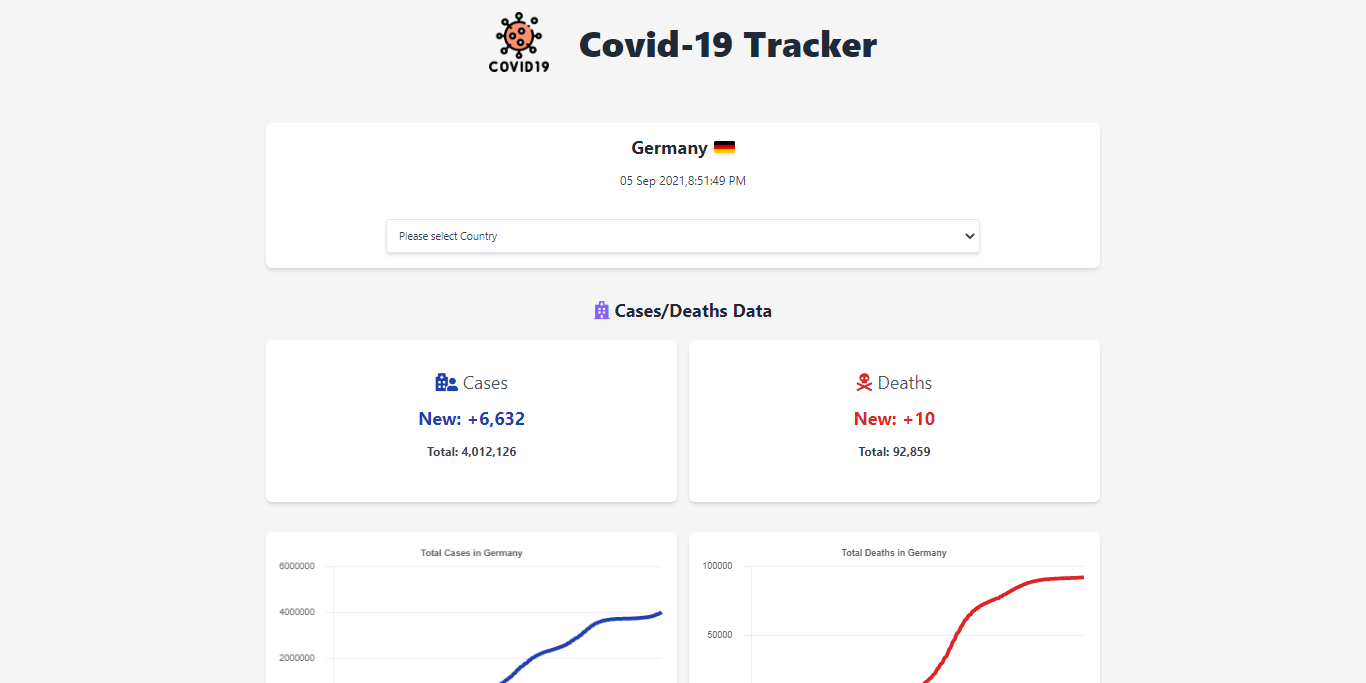 COVID19
Covid-19 Tracker
Germany
05 Sep 2021,8:51:49 PM
Please select Country
Cases/Deaths Data
Cases
New: +6,632
Total: 4,012,126
Deaths
New: +10
Total: 92,859
Total Cases in Germany
6000000
4000000
2000000
Total Deaths in Germany
100000
50000